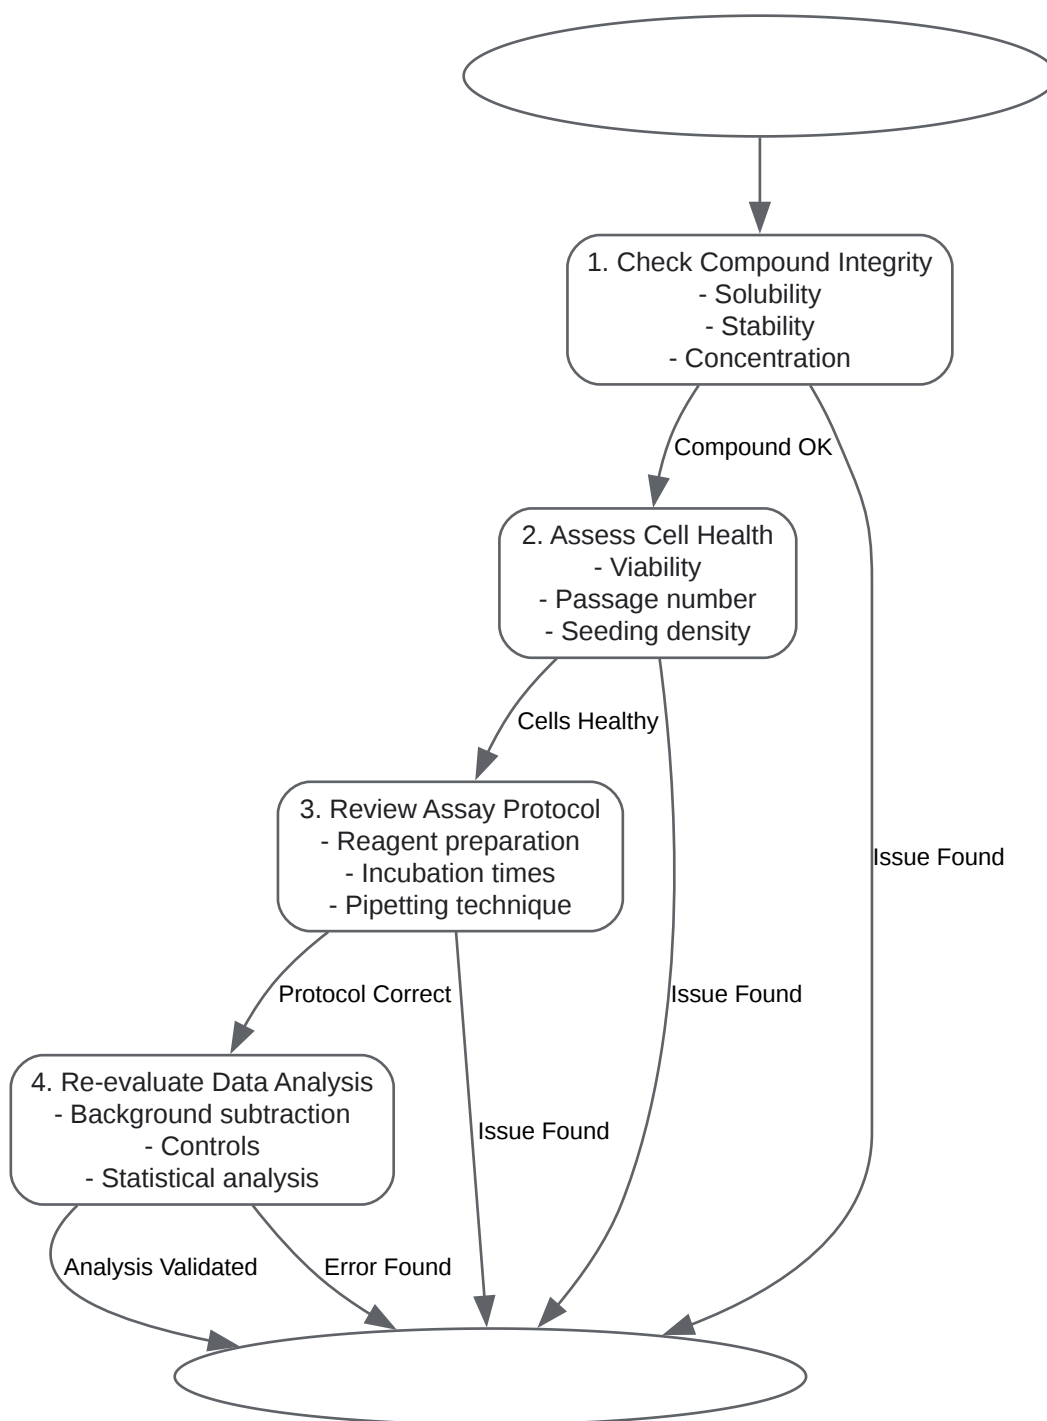 1. Check Compound Integrity
- Solubility
- Stability
- Concentration
Compound OK
2. Assess Cell Health
- Viability
- Passage number
- Seeding density
Cells Healthy
3. Review Assay Protocol
- Reagent preparation
- Incubation times
- Pipetting technique
Issue Found
Protocol Correct
Issue Found
4. Re-evaluate Data Analysis
- Background subtraction
- Controls
- Statistical analysis
Issue Found
Analysis Validated
Error Found